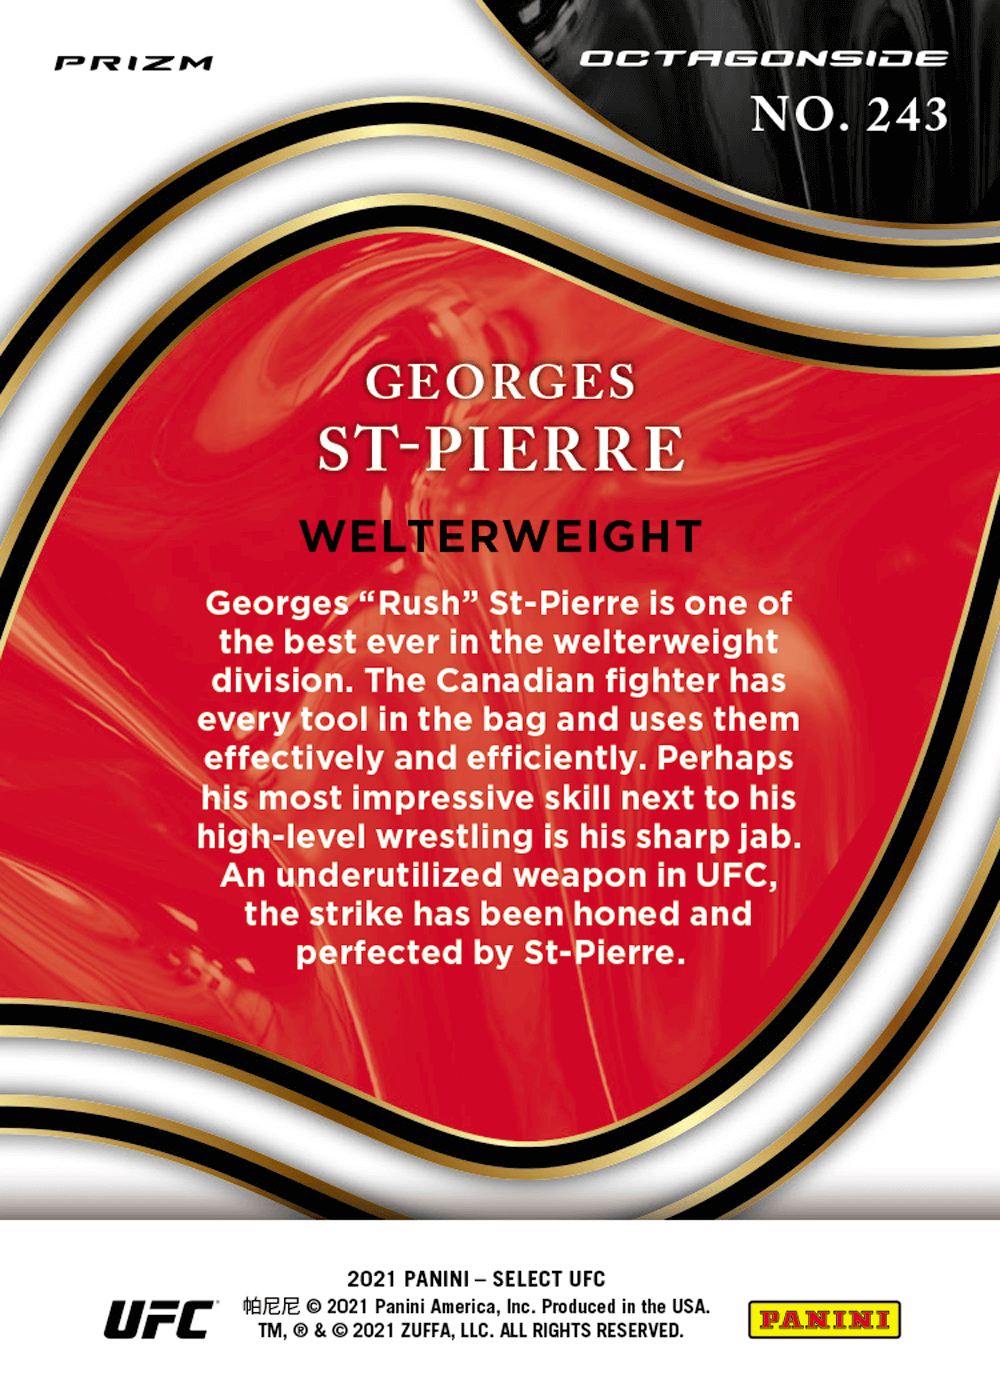 PRIZM
OCTAGONSIDE
NO. 243
GEORGES
ST-PIERRE
WELTERWEIGHT
Georges “Rush” St-Pierre is one of
the best ever in the welterweight
division. The Canadian fighter has
every tool in the bag and uses them
effectively and efficiently. Perhaps
his most impressive skill next to his
high-level wrestling is his sharp jab.
An underutilized weapon in UFC,
the strike has been honed and
perfected by St-Pierre.
2021 PANINI – SELECT UFC
帕尼尼 © 2021 Panini America, Inc. Produced in the USA.
TM, ® & © 2021 ZUFFA, LLC. ALL RIGHTS RESERVED.
UFC
PANINI